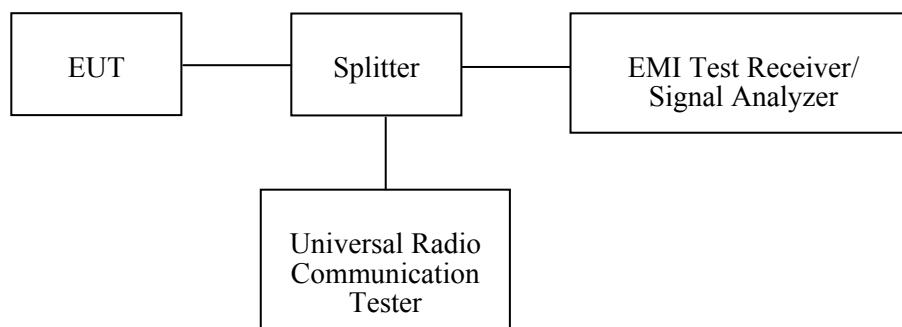 EUT
Splitter
EMI Test Receiver/
Signal Analyzer
Universal Radio
Communication
Tester